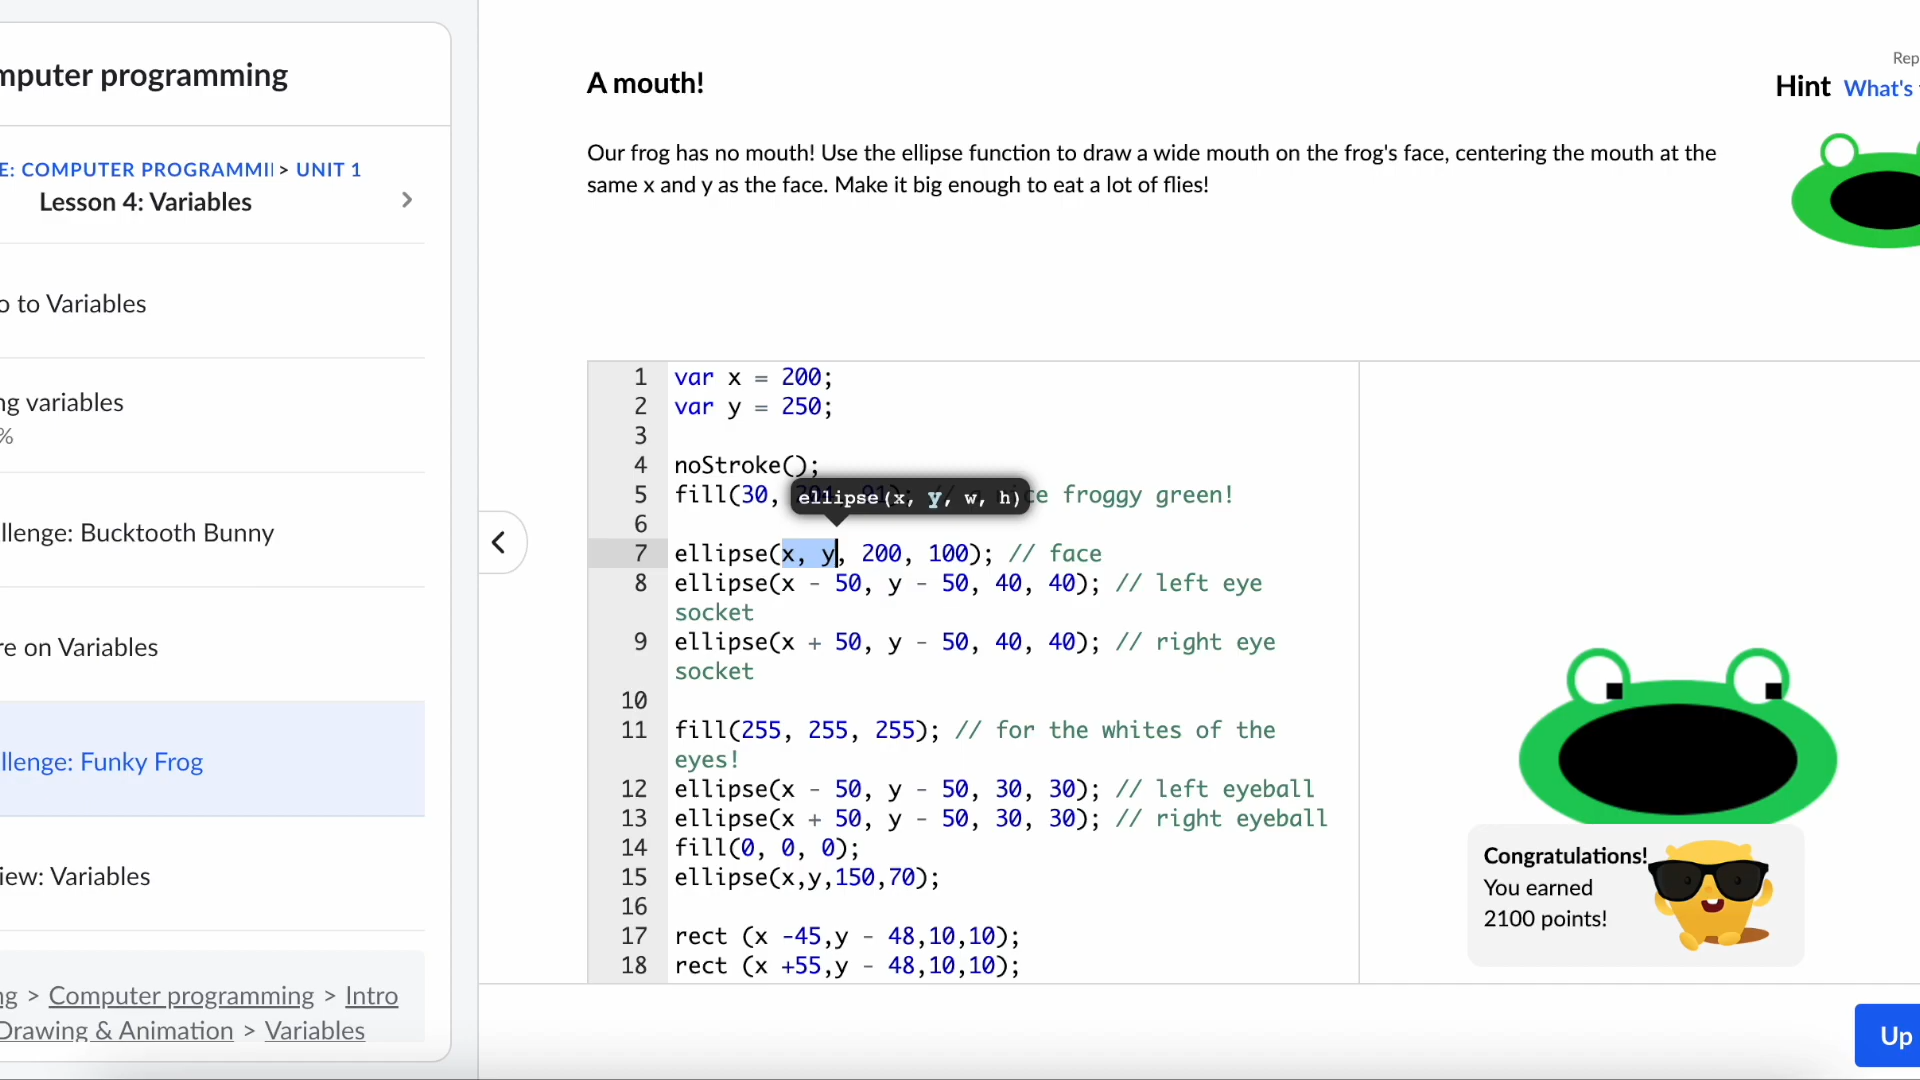 mputer programming
E: COMPUTER PROGRAMMII > UNIT 1
Lesson 4: Variables
o to Variables
ng variables
%
llenge: Bucktooth Bunny
re on Variables
llenge: Funky Frog
iew: Variables
ng > Computer programming > Intro
Drawing & Animation > Variables
A mouth!
Rep
Hint What's
Our frog has no mouth! Use the ellipse function to draw a wide mouth on the frog's face, centering the mouth at the
same x and y as the face. Make it big enough to eat a lot of flies!
1 var x = 200;
2 var y = 250;
3
4 noStroke();
ellipse(x, y, w, h)
5 fill(30, ce froggy green!
6
7 ellipse(x, y, 200, 100); // face
8 ellipse(x - 50, y - 50, 40, 40); // left eye
socket
9 ellipse(x + 50, y - 50, 40, 40); // right eye
socket
10
11 fill(255, 255, 255); // for the whites of the
eyes!
12 ellipse(x - 50, y - 50, 30, 30); // left eyeball
13 ellipse(x + 50, y - 50, 30, 30); // right eyeball
14 fill(0, 0, 0);
15 ellipse(x,y,150,70);
16
17 rect (x -45,y - 48,10,10);
18 rect (x +55,y - 48,10,10);
Congratulations!
You earned
2100 points!
Up